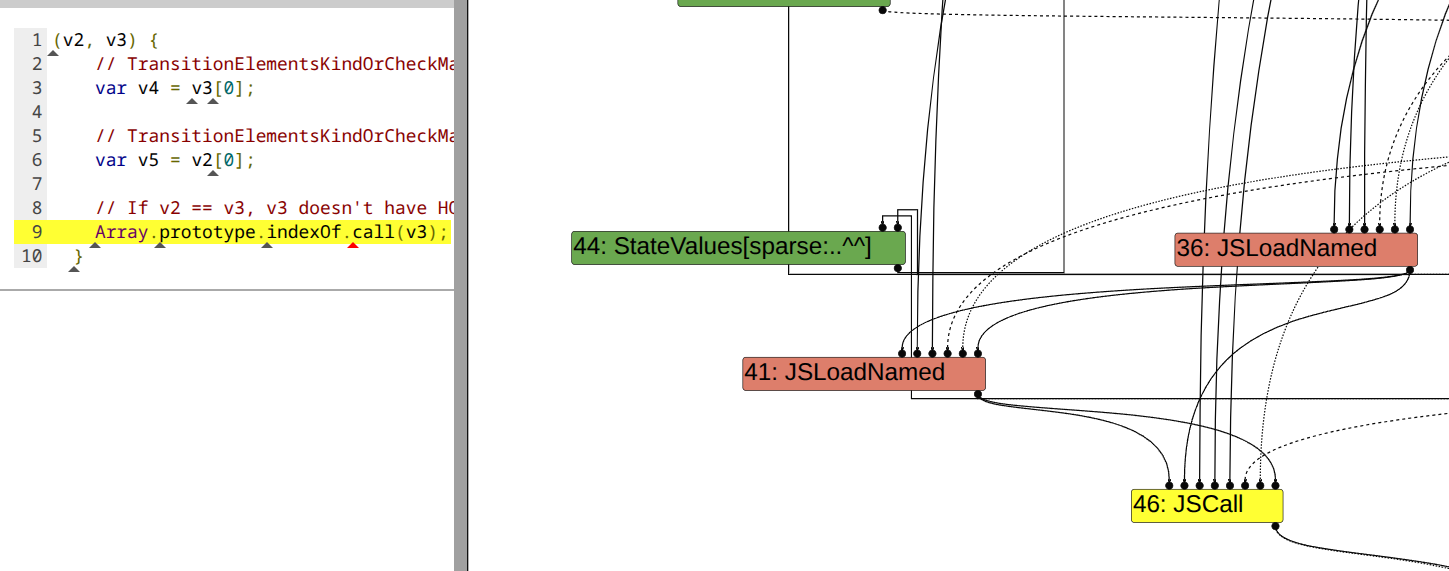 1 (v2, v3) {
2 // TransitionElementsKindOrCheckMa
3 var v4 = v3[0];
4
5 // TransitionElementsKindOrCheckMa
6 var v5 = v2[0];
7
8 // If v2 == v3, v3 doesn't have HO
9 Array.prototype.indexOf.call(v3);
10 }
44: StateValues[sparse:..^^]
36: JSLoadNamed
41: JSLoadNamed
46: JSCall